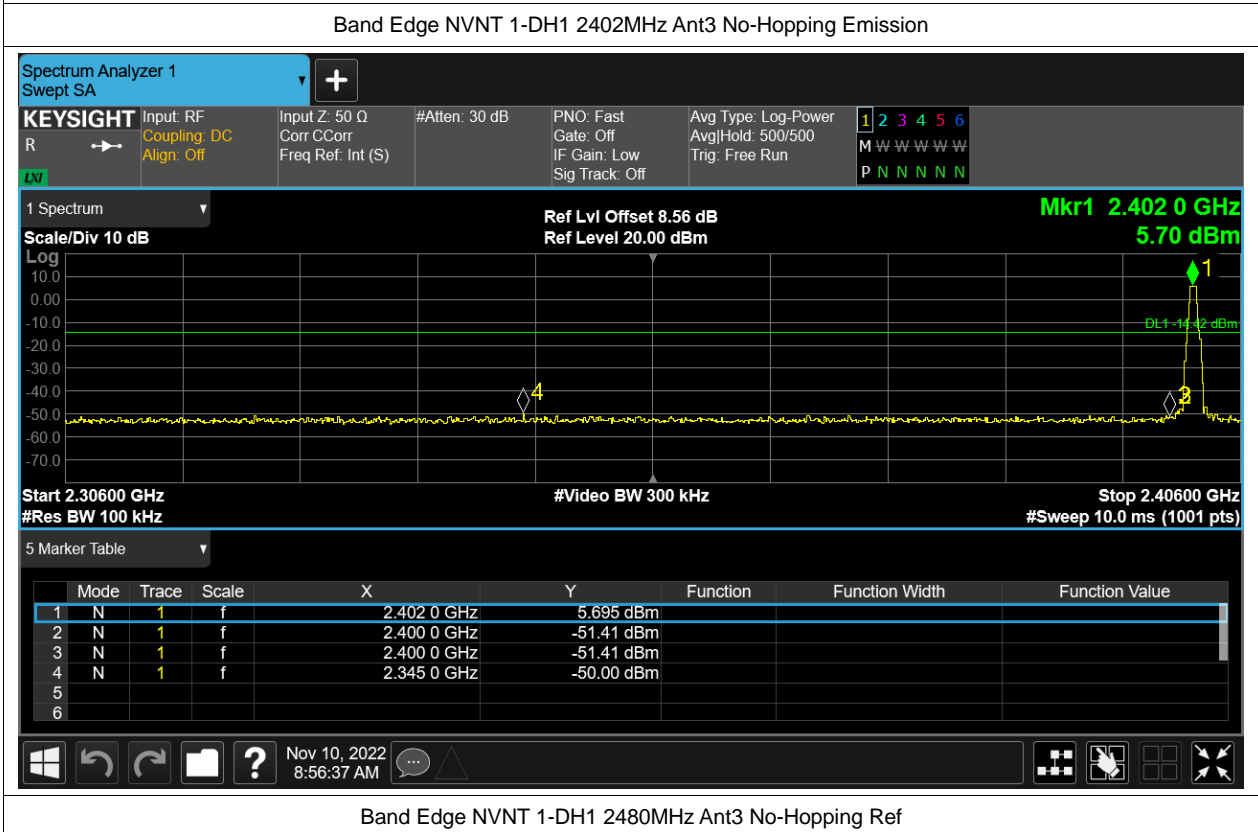 Band Edge NVNT 1-DH1 2402MHz Ant3 No-Hopping Emission
Spectrum Analyzer 1
Swept SA
KEYSIGHT
R
LXI
Input: RF
Coupling: DC
Align: Off
Input Z: 50 Ω
Corr CCorr
Freq Ref: Int (S)
#Atten: 30 dB
PNO: Fast
Gate: Off
IF Gain: Low
Sig Track: Off
Avg Type: Log-Power
Avg|Hold: 500/500
Trig: Free Run
1 2 3 4 5 6
M W W W W W
P N N N N N
1 Spectrum
Scale/Div 10 dB
Ref Lvl Offset 8.56 dB
Ref Level 20.00 dBm
Mkr1 2.402 0 GHz
5.70 dBm
Log
10.0
0.00
-10.0
-20.0
-30.0
-40.0
-50.0
-60.0
-70.0
1
DL1 -14.42 dBm
4
Start 2.30600 GHz
#Res BW 100 kHz
#Video BW 300 kHz
Stop 2.40600 GHz
#Sweep 10.0 ms (1001 pts)
5 Marker Table
Mode Trace Scale X Y Function Function Width Function Value
1 N 1 f 2.402 0 GHz 5.695 dBm
2 N 1 f 2.400 0 GHz -51.41 dBm
3 N 1 f 2.400 0 GHz -51.41 dBm
4 N 1 f 2.345 0 GHz -50.00 dBm
5
6
?
Nov 10, 2022
8:56:37 AM
Band Edge NVNT 1-DH1 2480MHz Ant3 No-Hopping Ref